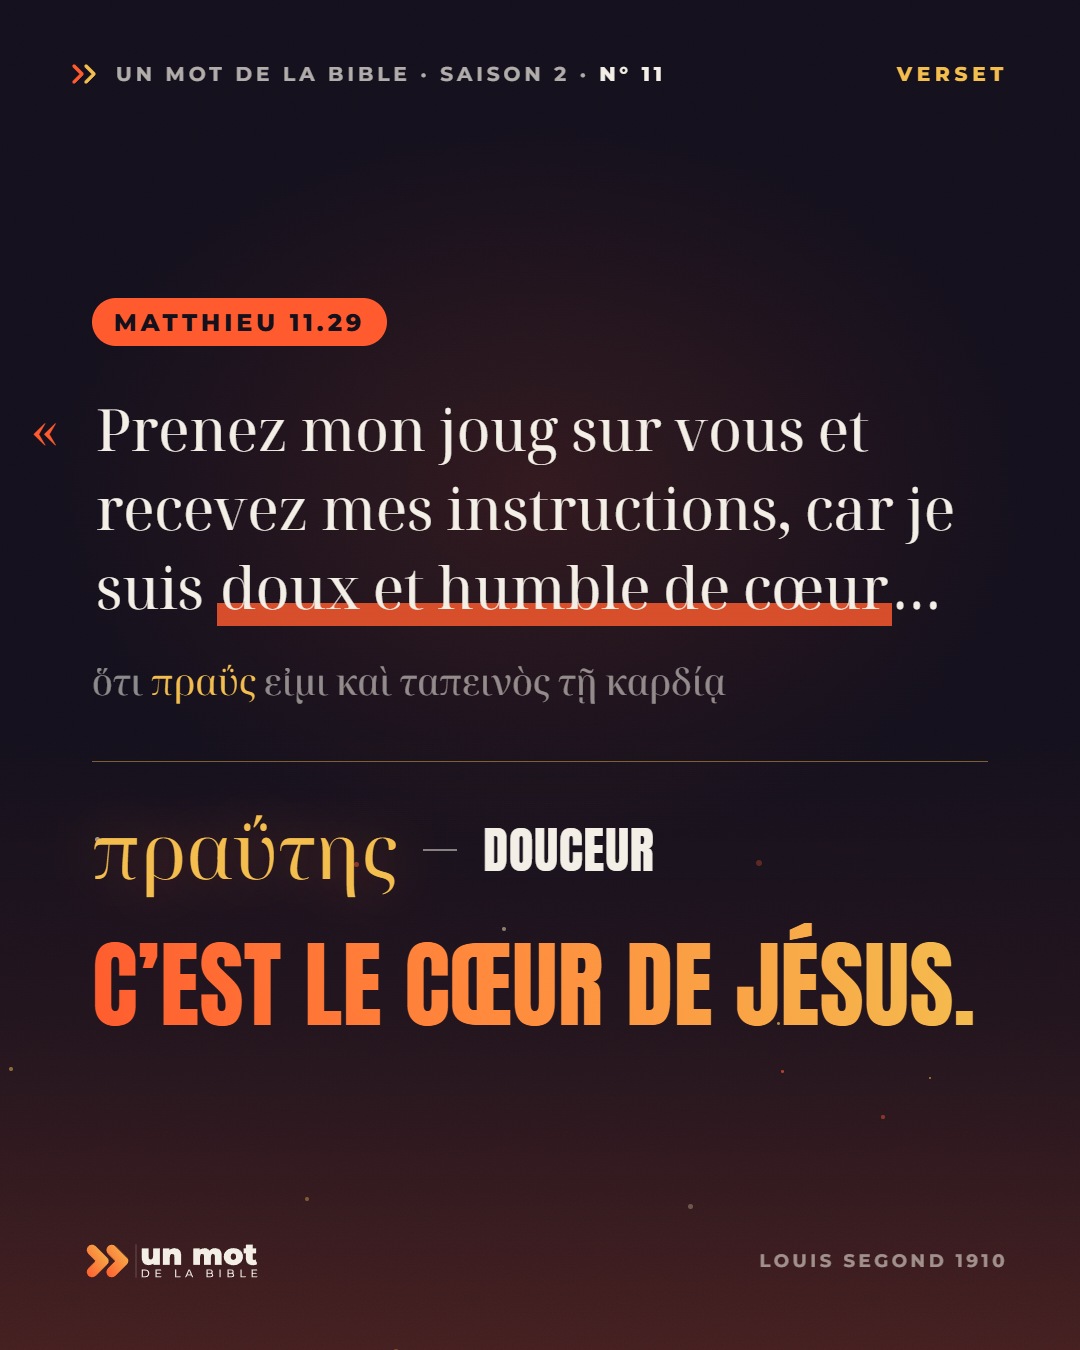 UN MOT DE LA BIBLE · SAISON 2 · N° 11
VERSET
MATTHIEU 11.29
« Prenez mon joug sur vous et
recevez mes instructions, car je
suis doux et humble de cœur…
ὅτι πραΰς εἰμι καὶ ταπεινὸς τῇ καρδίᾳ
πραΰτης — DOUCEUR
C’EST LE CŒUR DE JÉSUS.
un mot
DE LA BIBLE
LOUIS SEGOND 1910